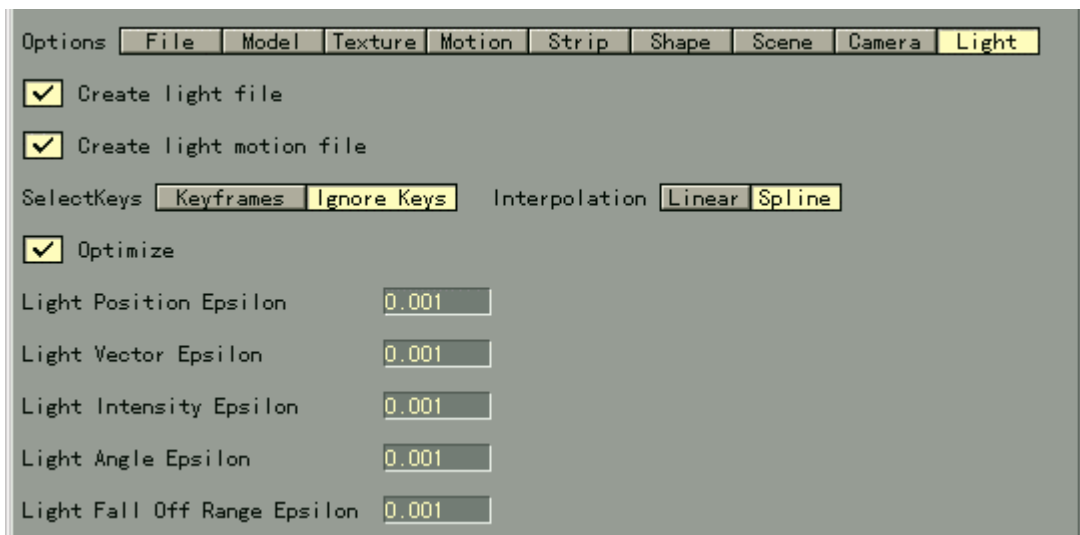 Options File Model Texture Motion Strip Shape Scene Camera Light
Create light file
Create light motion file
SelectKeys Keyframes Ignore Keys Interpolation Linear Spline
Optimize
Light Position Epsilon 0.001
Light Vector Epsilon 0.001
Light Intensity Epsilon 0.001
Light Angle Epsilon 0.001
Light Fall Off Range Epsilon 0.001